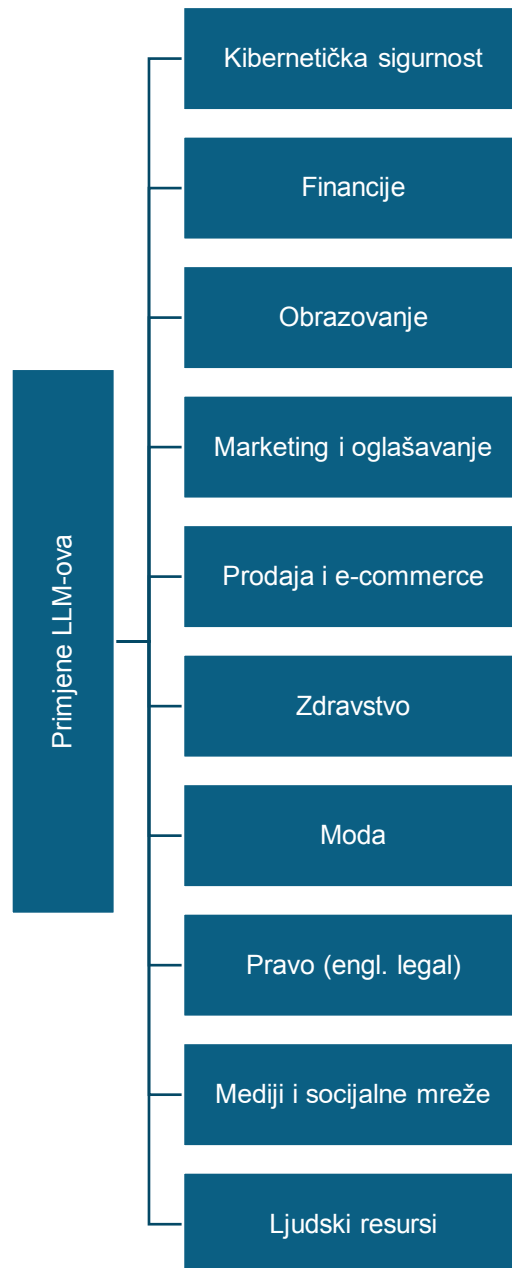 Primjene LLM-ova
Kibernetička sigurnost
Financije
Obrazovanje
Marketing i oglašavanje
Prodaja i e-commerce
Zdravstvo
Moda
Pravo (engl. legal)
Mediji i socijalne mreže
Ljudski resursi